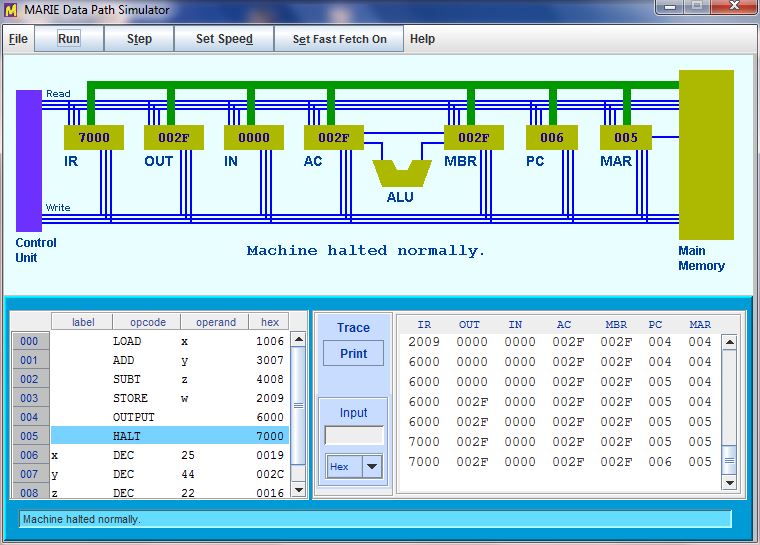 MARIE Data Path Simulator
File Run Step Set Speed Set Fast Fetch On Help
Read
7000 002F 0000 002F 002F 006 005
IR OUT IN AC MBR PC MAR
ALU
Write
Control
Unit
Machine halted normally.
Main
Memory
label opcode operand hex
000 LOAD x 1006
001 ADD y 3007
002 SUBT z 4008
003 STORE w 2009
004 OUTPUT 6000
005 HALT 7000
006 x DEC 25 0019
007 y DEC 44 002C
008 z DEC 22 0016
Trace
Print
Input
Hex
IR OUT IN AC MBR PC MAR
2009 0000 0000 002F 002F 004 004
6000 0000 0000 002F 002F 004 004
6000 0000 0000 002F 002F 005 004
6000 002F 0000 002F 002F 005 004
6000 002F 0000 002F 002F 005 005
7000 002F 0000 002F 002F 005 005
7000 002F 0000 002F 002F 006 005
Machine halted normally.